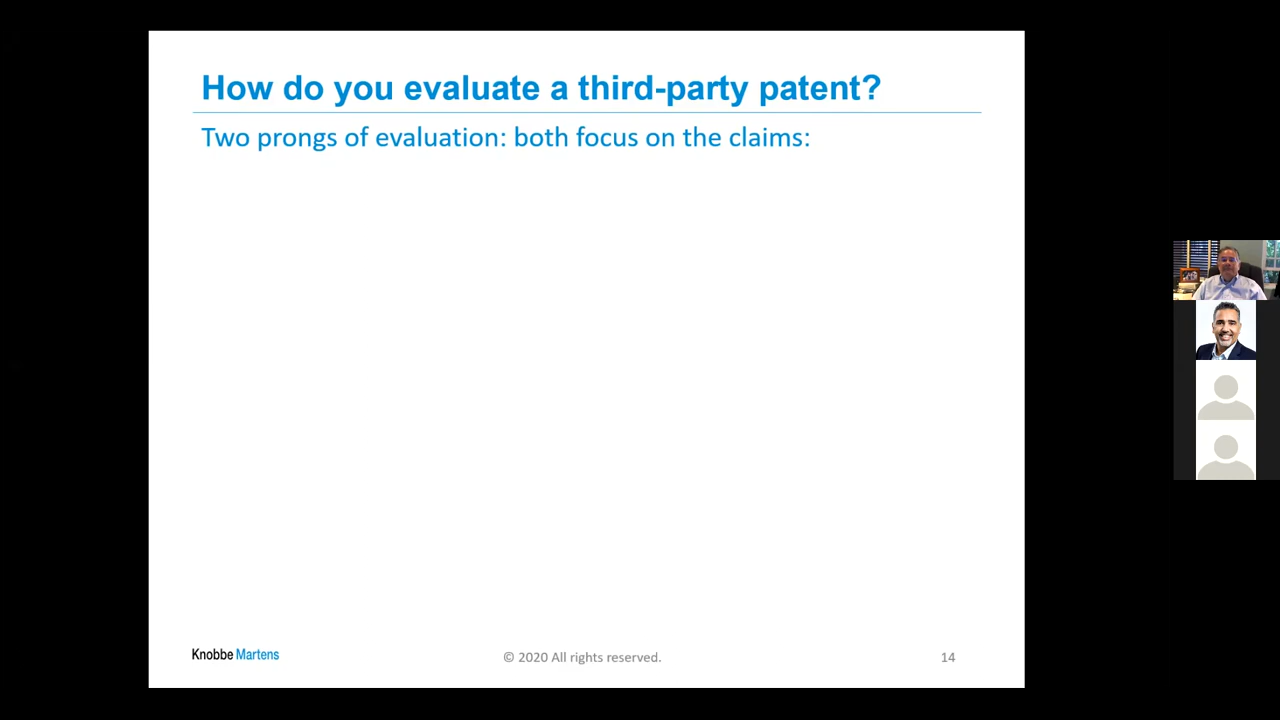 How do you evaluate a third-party patent?
Two prongs of evaluation: both focus on the claims:
Knobbe Martens
© 2020 All rights reserved.
14